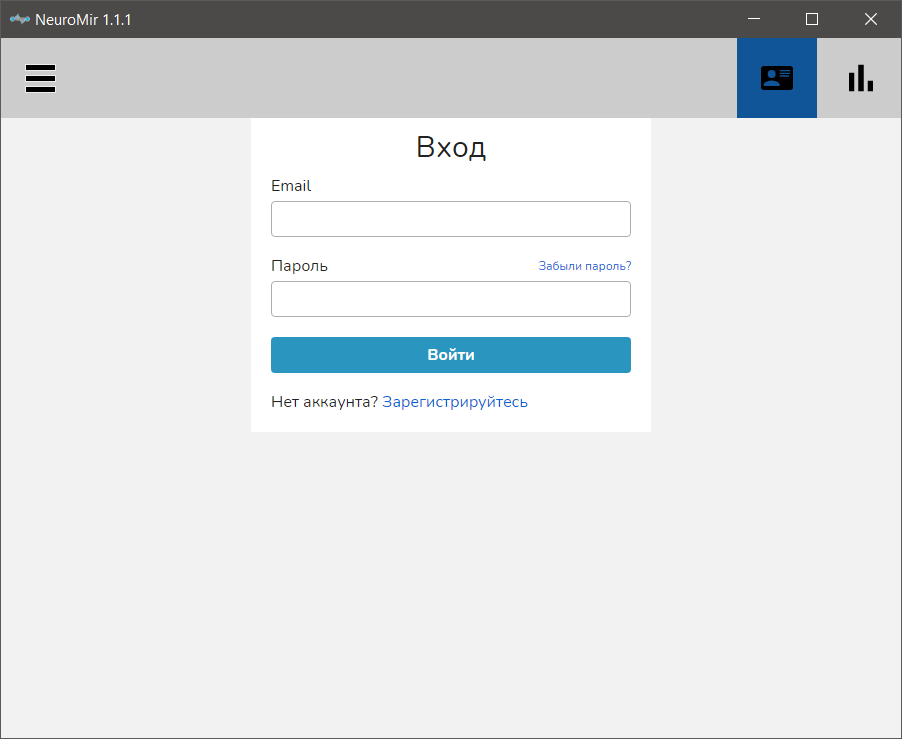 NeuroMir 1.1.1
Вход
Email
Пароль Забыли пароль?
Войти
Нет аккаунта? Зарегистрируйтесь